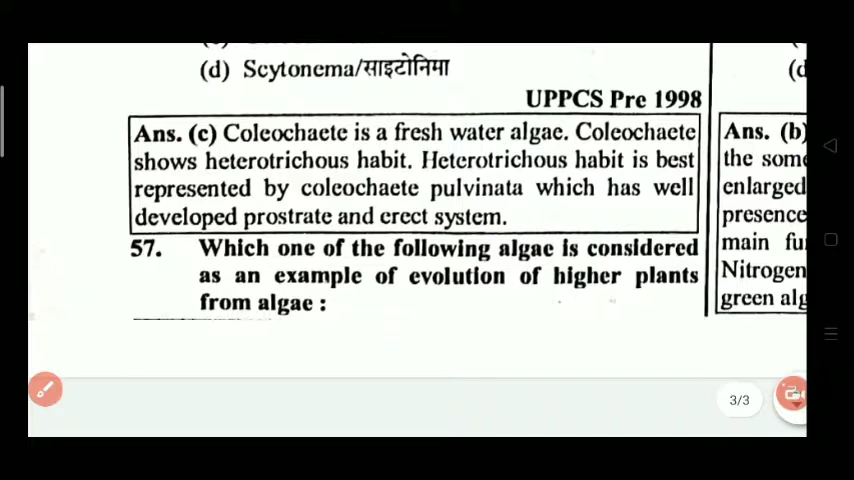 (d) Scytonema/साइटोनिमा
UPPCS Pre 1998
Ans. (c) Coleochaete is a fresh water algae. Coleochaete
shows heterotrichous habit. Heterotrichous habit is best
represented by coleochaete pulvinata which has well
developed prostrate and erect system.
57. Which one of the following algae is considered
as an example of evolution of higher plants
from algae :
(d
Ans. (b)
the some
enlarged
presence
main fu
Nitrogen
green alg
3/3